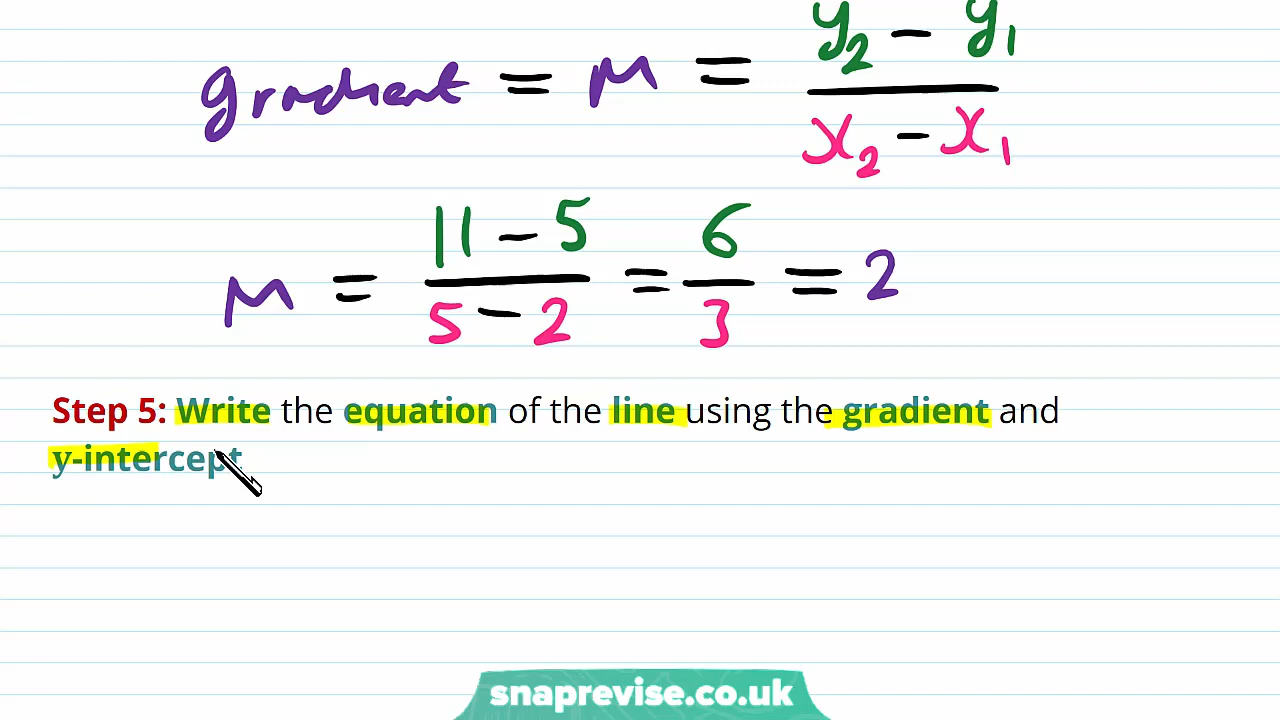 gradient = m = y₂ - y₁ / x₂ - x₁
m = 11 - 5 / 5 - 2 = 6 / 3 = 2
Step 5: Write the equation of the line using the gradient and
y-intercept
snaprevise.co.uk